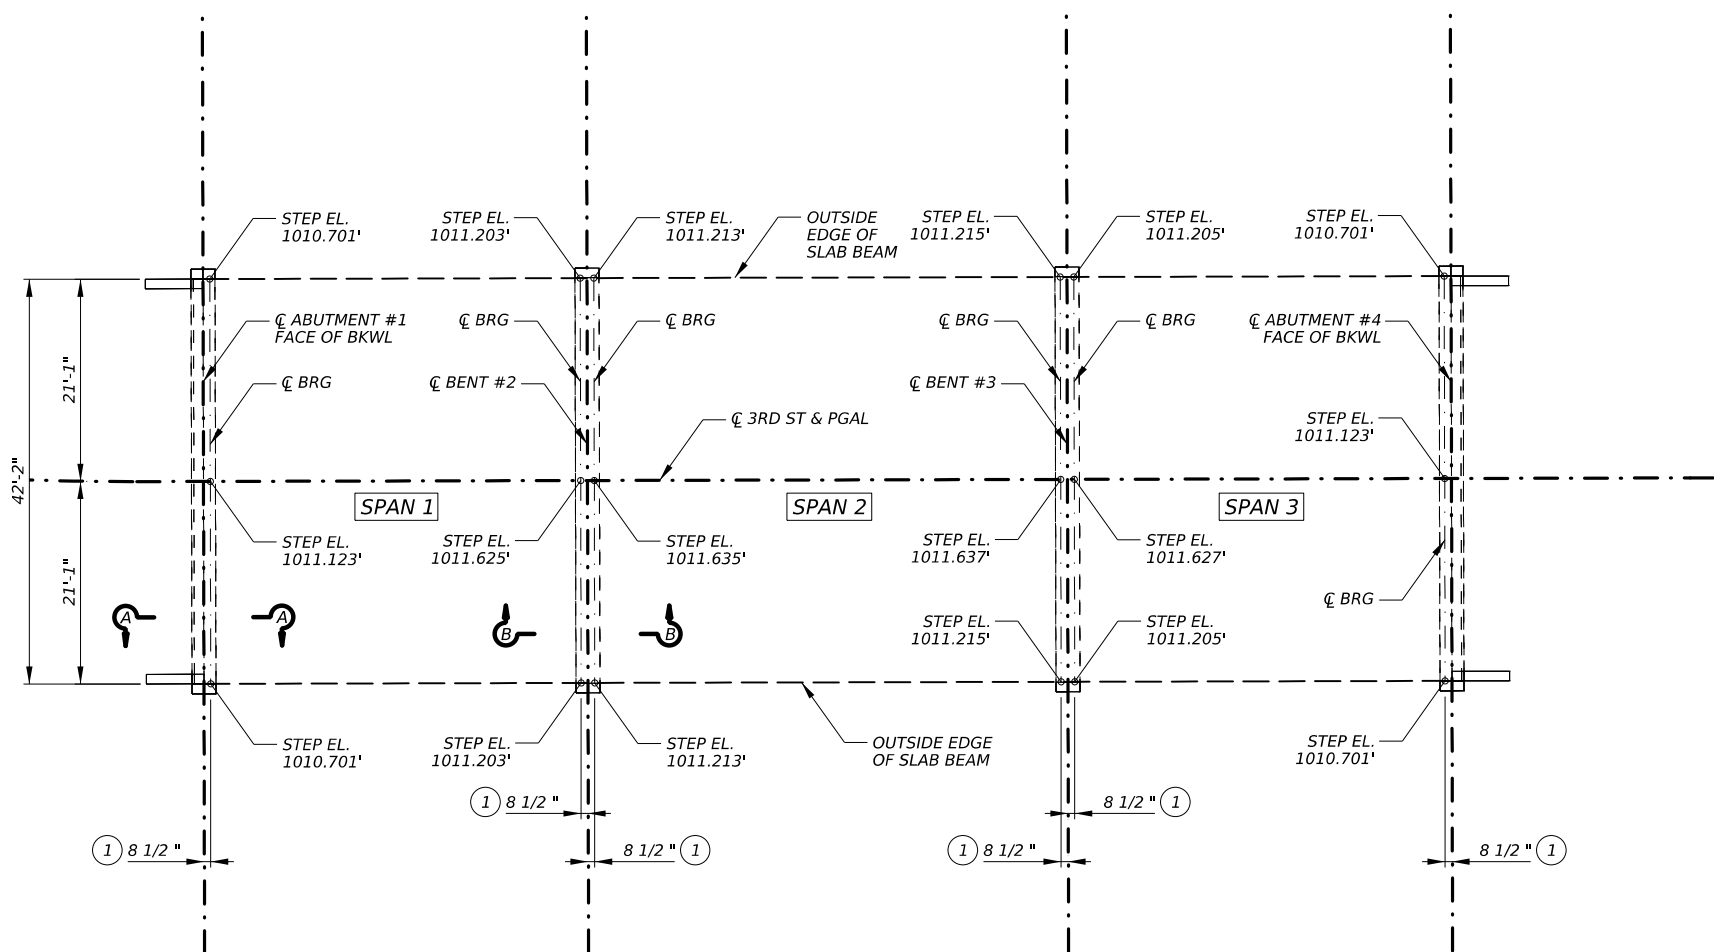 STEP EL.
1010.701'
STEP EL.
1011.203'
STEP EL.
1011.213'
OUTSIDE
EDGE OF
SLAB BEAM
STEP EL.
1011.215'
STEP EL.
1011.205'
STEP EL.
1010.701'
℄ ABUTMENT #1
FACE OF BKWL
℄ BRG
℄ BRG
℄ BRG
℄ BRG
℄ ABUTMENT #4
FACE OF BKWL
21'-1"
℄ BRG
℄ BENT #2
℄ BENT #3
℄ 3RD ST & PGAL
STEP EL.
1011.123'
42'-2"
SPAN 1
SPAN 2
SPAN 3
STEP EL.
1011.123'
STEP EL.
1011.625'
STEP EL.
1011.635'
STEP EL.
1011.637'
STEP EL.
1011.627'
21'-1"
℄ BRG
A
A
B
B
STEP EL.
1011.215'
STEP EL.
1011.205'
STEP EL.
1010.701'
STEP EL.
1011.203'
STEP EL.
1011.213'
OUTSIDE EDGE
OF SLAB BEAM
STEP EL.
1010.701'
1 8 1/2 "
8 1/2 " 1
1 8 1/2 "
8 1/2 " 1
1 8 1/2 "
8 1/2 " 1